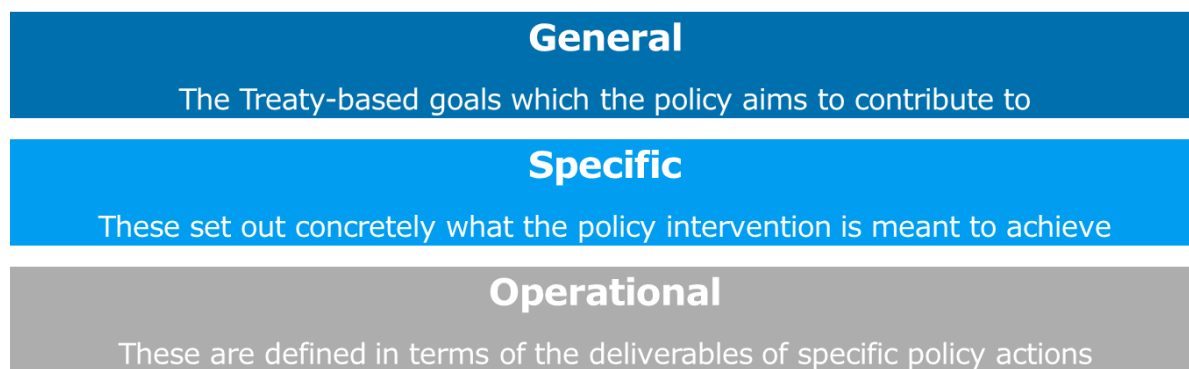 General
The Treaty-based goals which the policy aims to contribute to
Specific
These set out concretely what the policy intervention is meant to achieve
Operational
These are defined in terms of the deliverables of specific policy actions